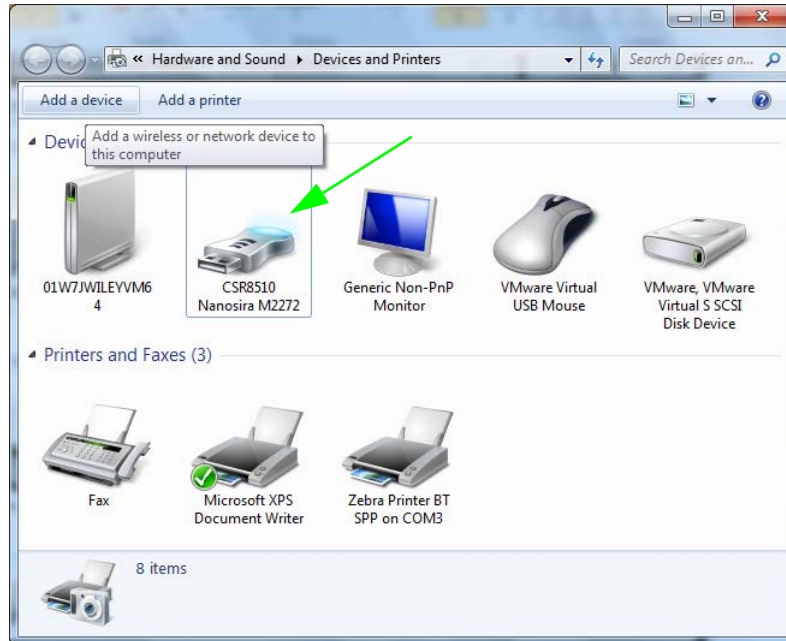 « Hardware and Sound ▸ Devices and Printers
Search Devices an...
Add a device
Add a printer
Add a wireless or network device to
this computer
Devic
01W7JWILEYVM6
4
CSR8510
Nanosira M2272
Generic Non-PnP
Monitor
VMware Virtual
USB Mouse
VMware, VMware
Virtual S SCSI
Disk Device
Printers and Faxes (3)
Fax
Microsoft XPS
Document Writer
Zebra Printer BT
SPP on COM3
8 items